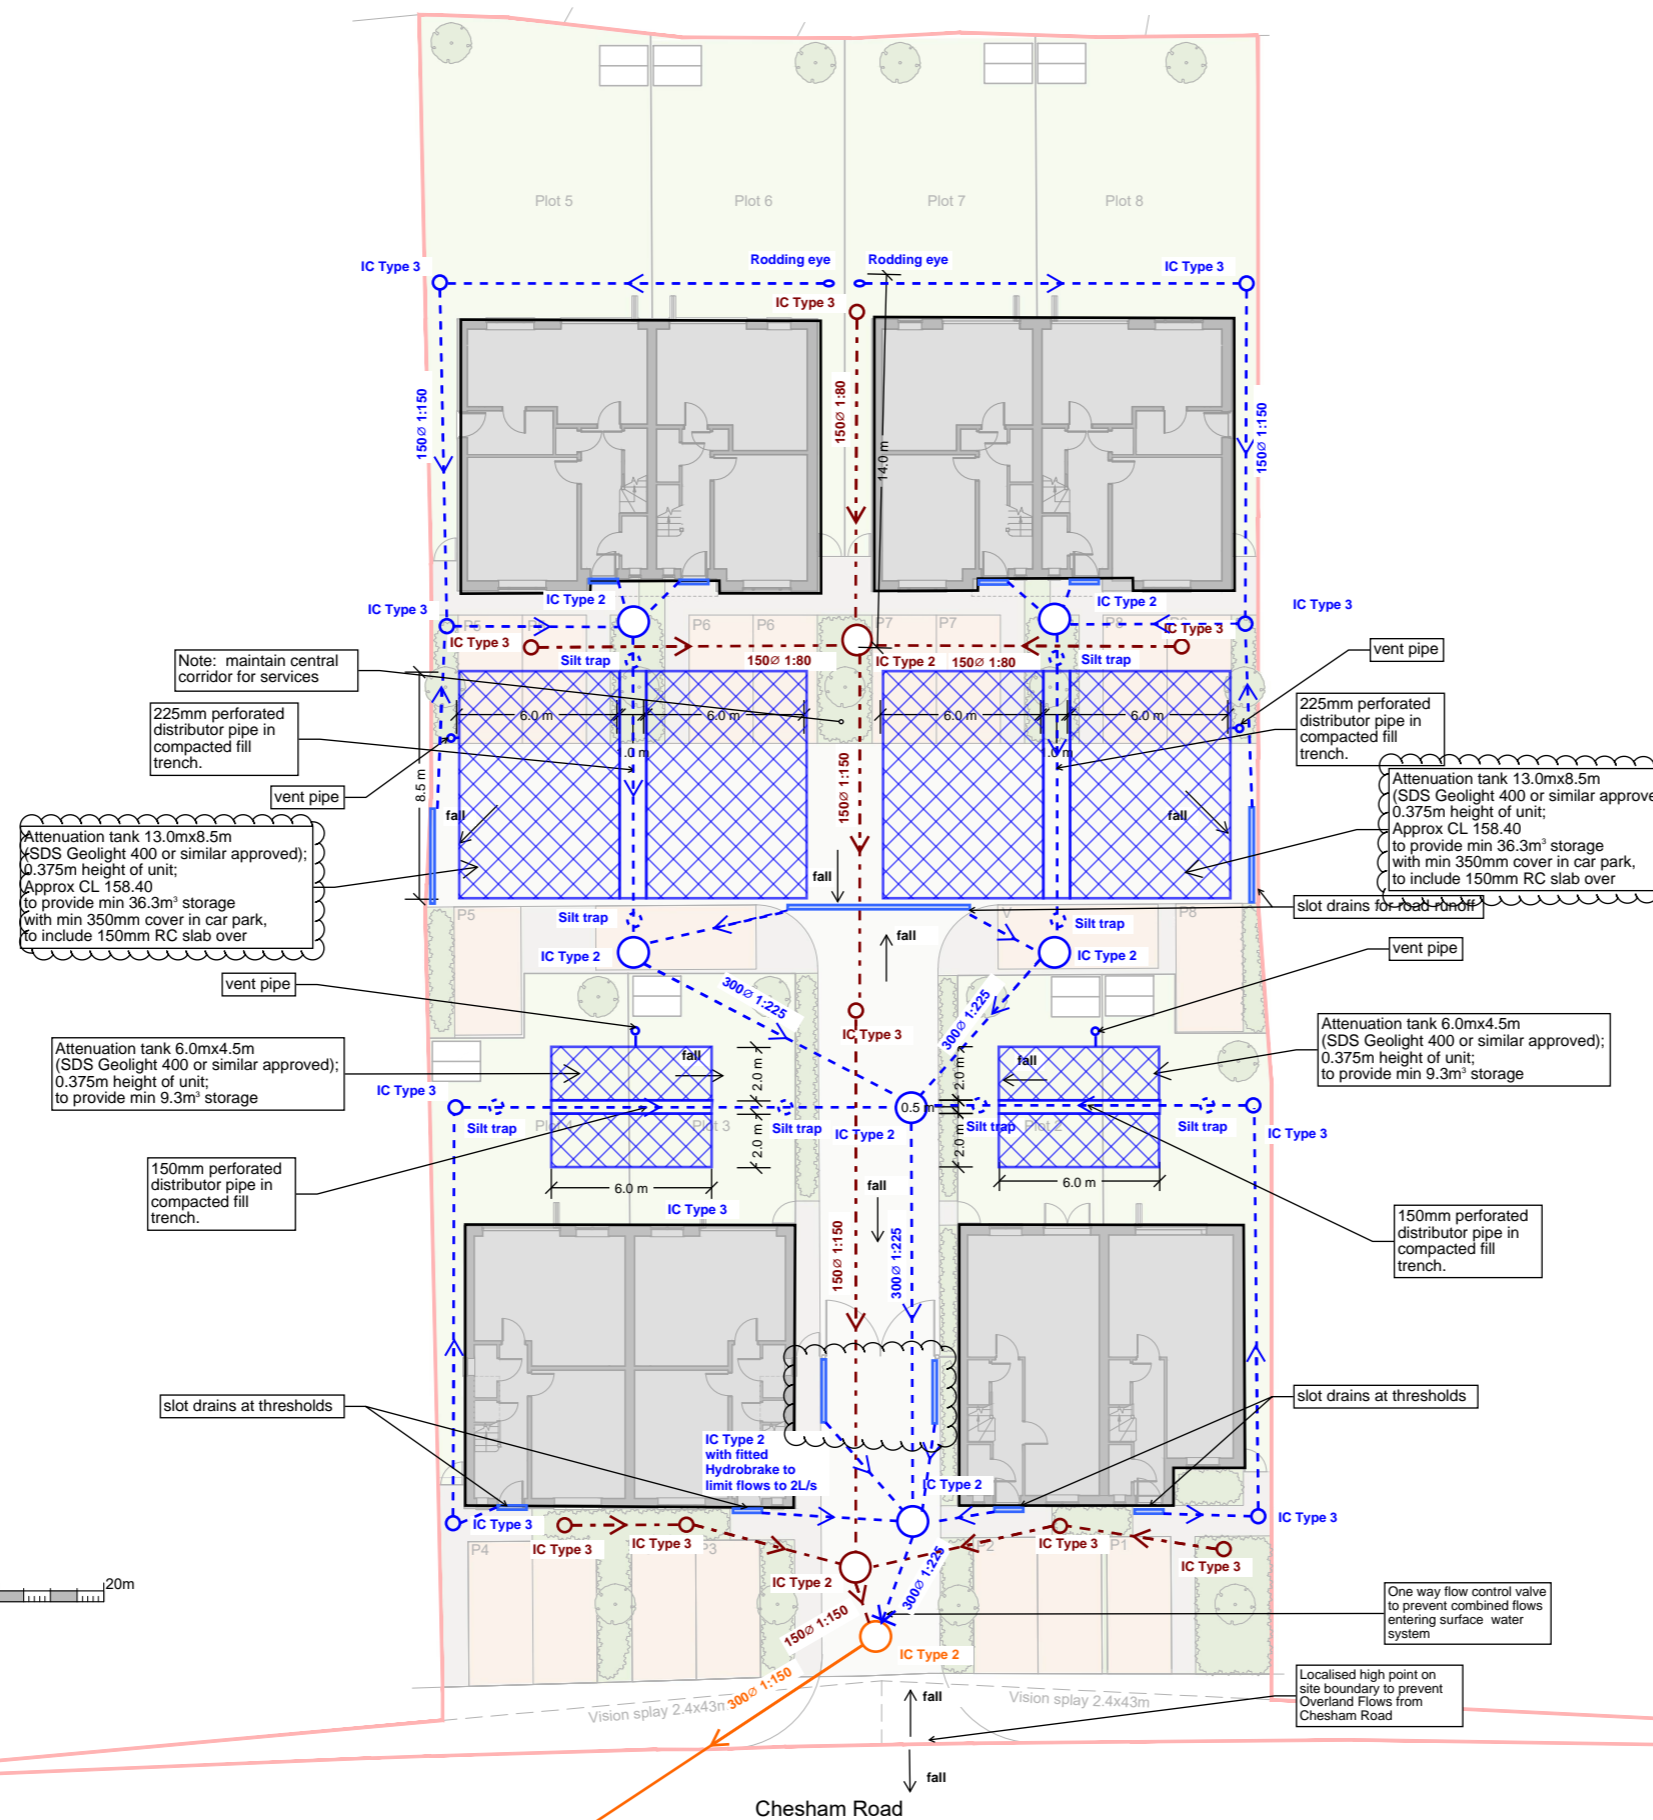 Plot 5
Plot 6
Plot 7
Plot 8
IC Type 3
Rodding eye
Rodding eye
IC Type 3
IC Type 3
150Ø 1:150
150Ø 1:80
14.0 m
150Ø 1:150
IC Type 3
IC Type 2
IC Type 2
IC Type 3
P5
P6
P6
P7
P7
P8
IC Type 3
IC Type 3
Silt trap
150Ø 1:80
IC Type 2
150Ø 1:80
Silt trap
Note: maintain central
corridor for services
vent pipe
225mm perforated
distributor pipe in
compacted fill
trench.
6.0 m
6.0 m
6.0 m
6.0 m
225mm perforated
distributor pipe in
compacted fill
trench.
1.0 m
1.0 m
8.5 m
150Ø 1:150
vent pipe
fall
fall
Attenuation tank 13.0mx8.5m
(SDS Geolight 400 or similar approved);
0.375m height of unit;
Approx CL 158.40
to provide min 36.3m³ storage
with min 350mm cover in car park,
to include 150mm RC slab over
Attenuation tank 13.0mx8.5m
(SDS Geolight 400 or similar approve
0.375m height of unit;
Approx CL 158.40
to provide min 36.3m³ storage
with min 350mm cover in car park,
to include 150mm RC slab over
fall
slot drains for road runoff
P5
Silt trap
V
Silt trap
P8
fall
IC Type 2
IC Type 2
vent pipe
vent pipe
300Ø 1:225
300Ø 1:225
IC Type 3
Attenuation tank 6.0mx4.5m
(SDS Geolight 400 or similar approved);
0.375m height of unit;
to provide min 9.3m³ storage
fall
2.0 m
2.0 m
fall
Attenuation tank 6.0mx4.5m
(SDS Geolight 400 or similar approved);
0.375m height of unit;
to provide min 9.3m³ storage
IC Type 3
0.5 m
Silt trap
Plot 4
Plot 3
Silt trap
IC Type 2
Silt trap
Plot 2
Silt trap
IC Type 3
2.0 m
2.0 m
150mm perforated
distributor pipe in
compacted fill
trench.
6.0 m
6.0 m
fall
IC Type 3
150mm perforated
distributor pipe in
compacted fill
trench.
150Ø 1:150
300Ø 1:225
slot drains at thresholds
slot drains at thresholds
IC Type 2
with fitted
Hydrobrake to
limit flows to 2L/s
IC Type 2
IC Type 3
IC Type 3
IC Type 3
IC Type 3
IC Type 3
IC Type 3
P4
P3
P2
P1
IC Type 2
300Ø 1:225
20m
One way flow control valve
to prevent combined flows
entering surface water
system
150Ø 1:150
IC Type 2
300Ø 1:150
Vision splay 2.4x43m
Vision splay 2.4x43m
fall
Localised high point on
site boundary to prevent
Overland Flows from
Chesham Road
fall
Chesham Road